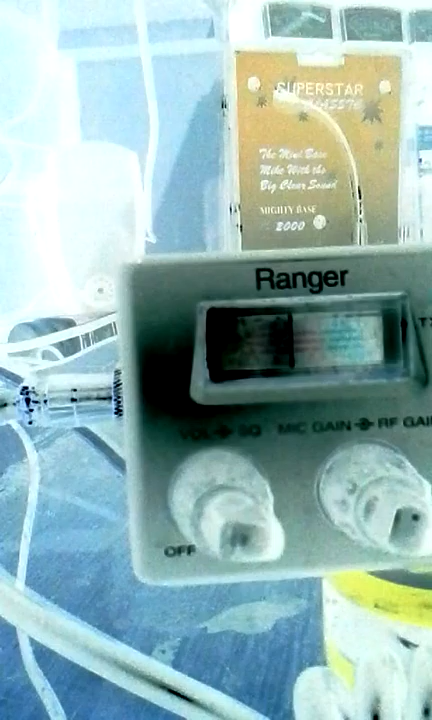 SUPERSTAR
The Mini Base
Mike With the
Big Clear Sound
MIGHTY BASE
2000
Ranger
TX
VOL SQ MIC GAIN RF GAI
OFF